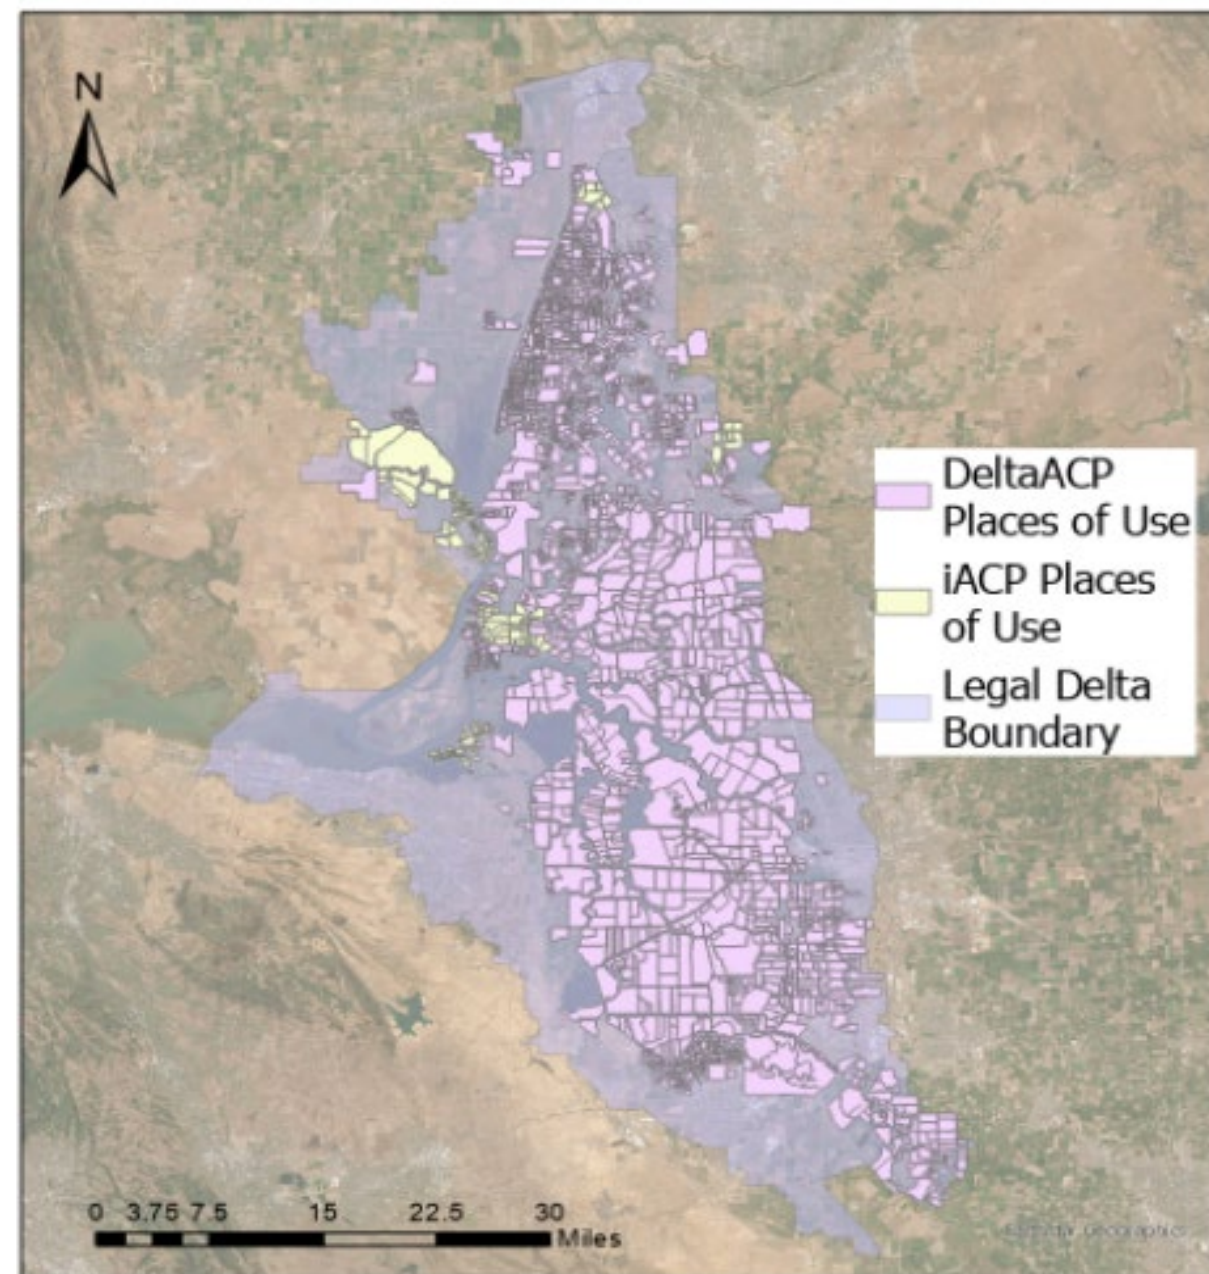 N
DeltaACP
Places of Use
iACP Places
of Use
Legal Delta
Boundary
0 3.75 7.5 15 22.5 30
Miles
Geographics